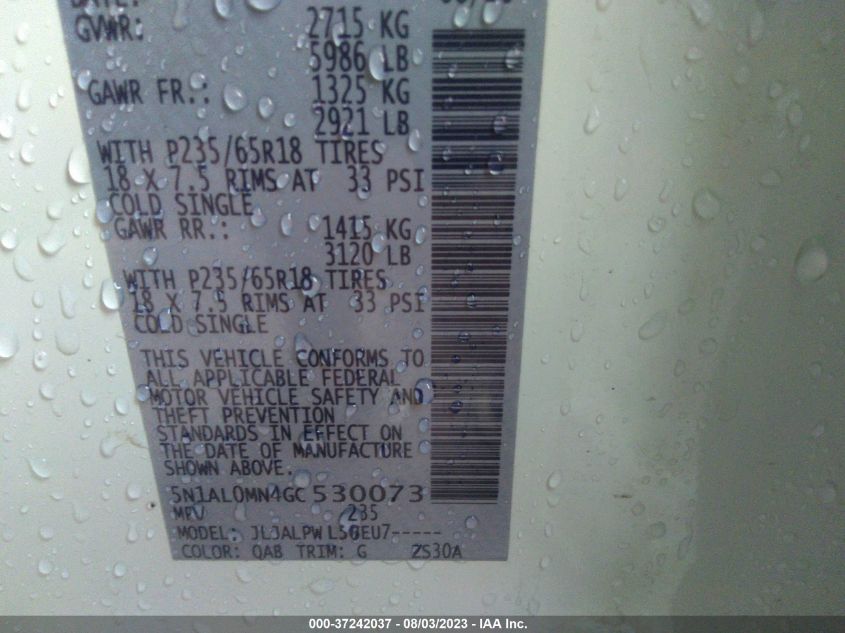 GVWR: 2715 KG
5986 LB
GAWR FR.: 1325 KG
2921 LB
WITH P235/65R18 TIRES
18 X 7.5 RIMS AT 33 PSI
COLD SINGLE
GAWR RR.: 1415 KG
3120 LB
WITH P235/65R18 TIRES
18 X 7.5 RIMS AT 33 PSI
COLD SINGLE
THIS VEHICLE CONFORMS TO
ALL APPLICABLE FEDERAL
MOTOR VEHICLE SAFETY AND
THEFT PREVENTION
STANDARDS IN EFFECT ON
THE DATE OF MANUFACTURE
SHOWN ABOVE.
5N1AL0MN4GC530073
MPV 235
MODEL:
COLOR: QAB TRIM: G ZS30A
000-37242037 - 08/03/2023 - IAA Inc.